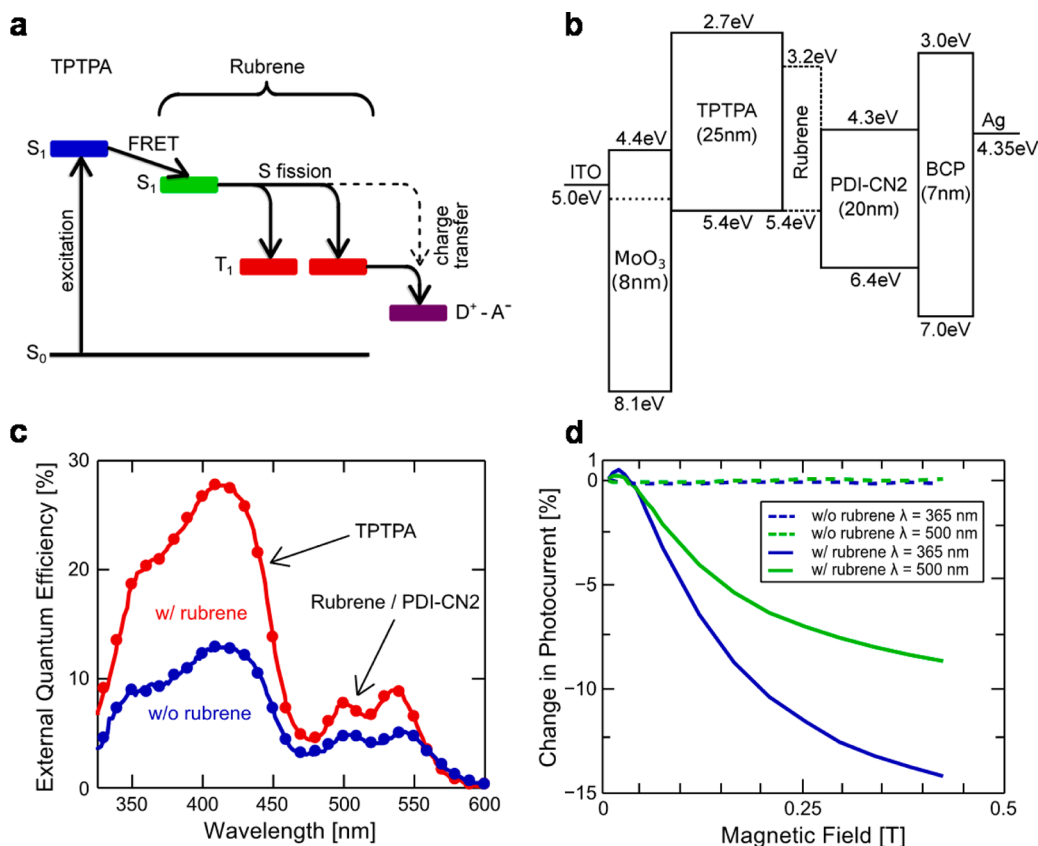 a
TPTPA
Rubrene
S1
FRET
S1
S fission
excitation
charge
transfer
T1
D+ - A−
S0
b
2.7eV
3.2eV
3.0eV
TPTPA
(25nm)
Rubrene
4.4eV
4.3eV
Ag
4.35eV
ITO
5.0eV
PDI-CN2
(20nm)
BCP
(7nm)
5.4eV
5.4eV
MoO3
(8nm)
6.4eV
7.0eV
8.1eV
c
External Quantum Efficiency [%]
30
20
10
0
TPTPA
Rubrene / PDI-CN2
w/ rubrene
w/o rubrene
350 400 450 500 550 600
Wavelength [nm]
d
Change in Photocurrent [%]
1
0
−5
−10
−15
w/o rubrene λ = 365 nm
w/o rubrene λ = 500 nm
w/ rubrene λ = 365 nm
w/ rubrene λ = 500 nm
0 0.25 0.5
Magnetic Field [T]